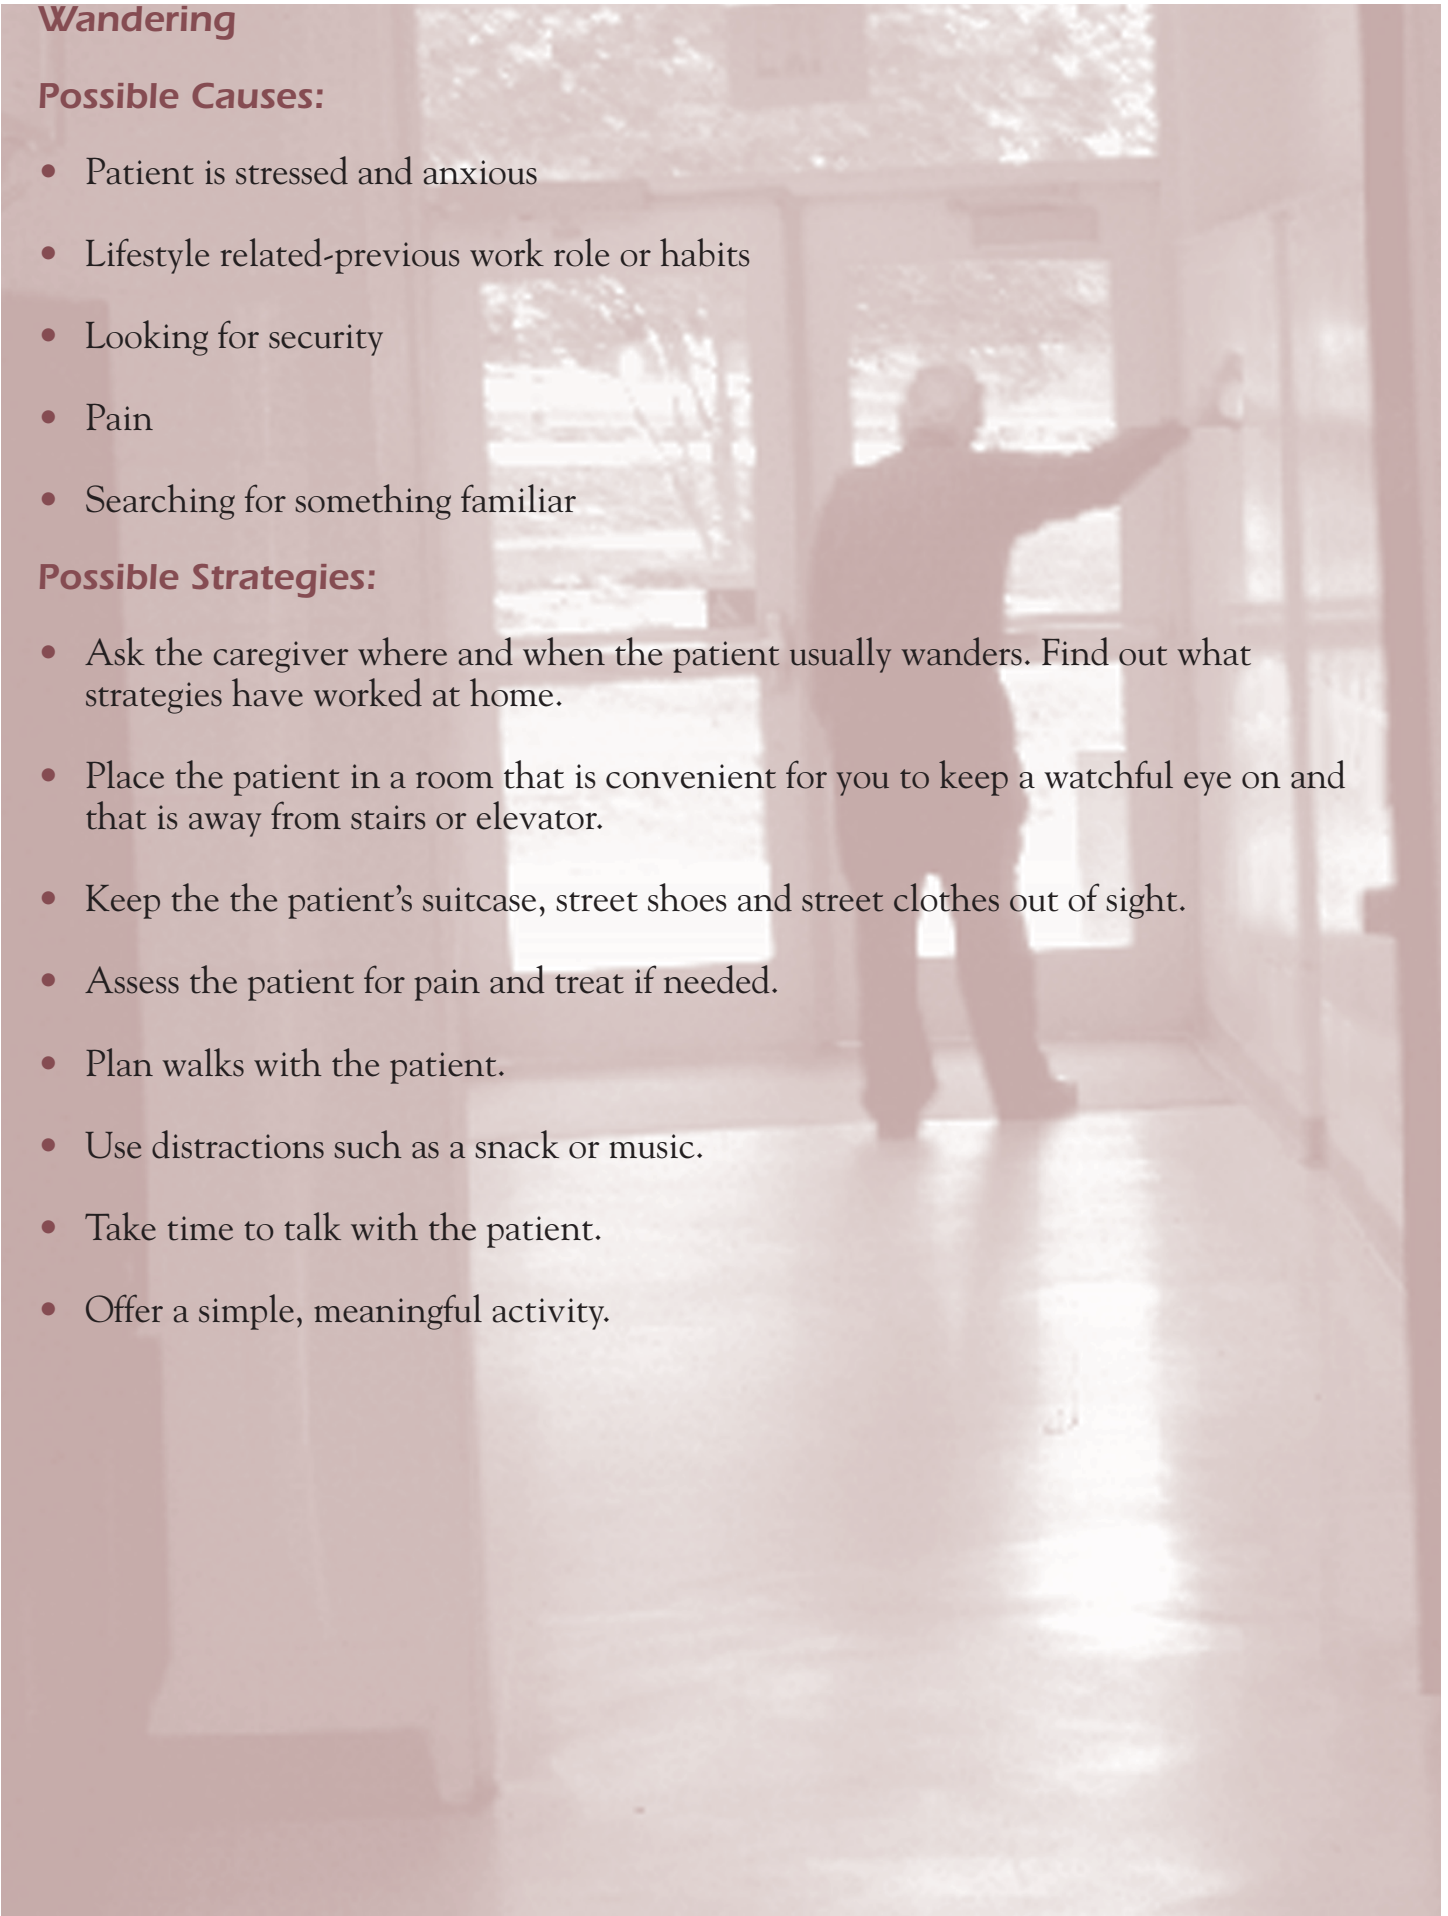 Wandering
Possible Causes:
• Patient is stressed and anxious
• Lifestyle related-previous work role or habits
• Looking for security
• Pain
• Searching for something familiar
Possible Strategies:
• Ask the caregiver where and when the patient usually wanders. Find out what
strategies have worked at home.
• Place the patient in a room that is convenient for you to keep a watchful eye on and
that is away from stairs or elevator.
• Keep the the patient’s suitcase, street shoes and street clothes out of sight.
• Assess the patient for pain and treat if needed.
• Plan walks with the patient.
• Use distractions such as a snack or music.
• Take time to talk with the patient.
• Offer a simple, meaningful activity.